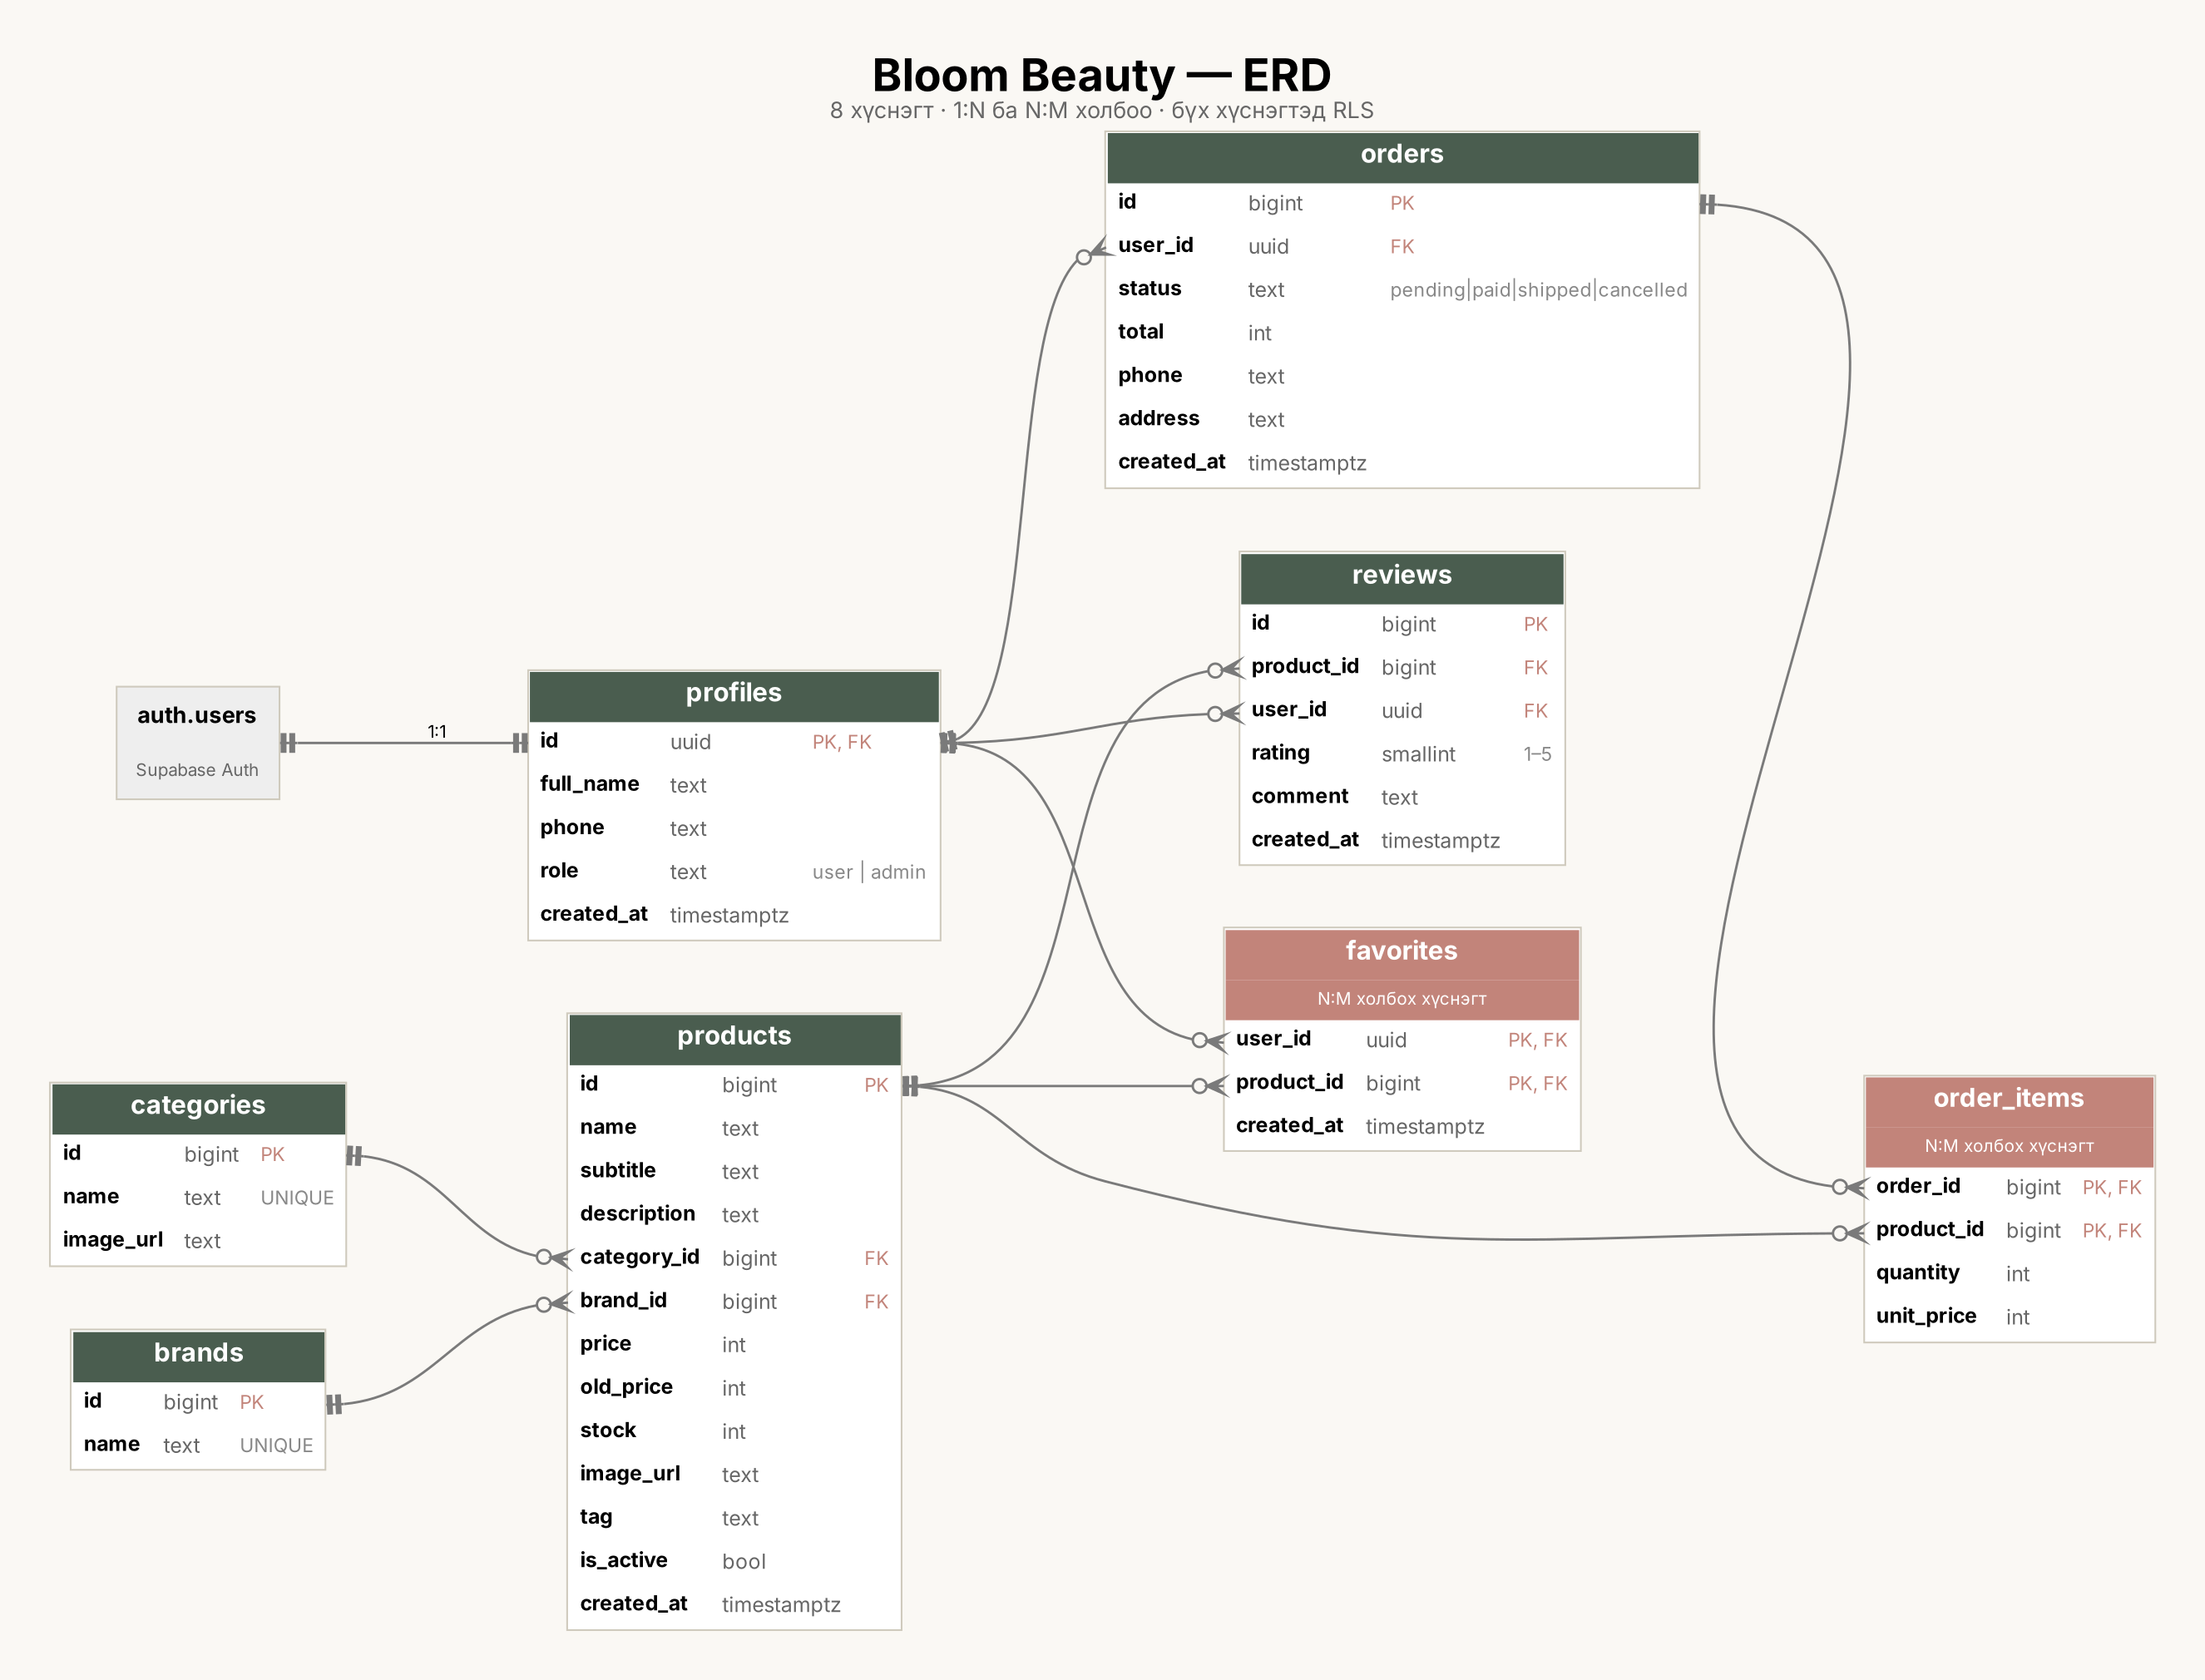 Bloom Beauty — ERD
8 хүснэгт · 1:N ба N:M холбоо · бүх хүснэгтэд RLS
orders
id bigint PK
user_id uuid FK
status text pending|paid|shipped|cancelled
total int
phone text
address text
created_at timestamptz
reviews
id bigint PK
product_id bigint FK
user_id uuid FK
rating smallint 1–5
comment text
created_at timestamptz
auth.users
Supabase Auth
1:1
profiles
id uuid PK, FK
full_name text
phone text
role text user | admin
created_at timestamptz
favorites
N:M холбох хүснэгт
user_id uuid PK, FK
product_id bigint PK, FK
created_at timestamptz
products
id bigint PK
name text
subtitle text
description text
category_id bigint FK
brand_id bigint FK
price int
old_price int
stock int
image_url text
tag text
is_active bool
created_at timestamptz
categories
id bigint PK
name text UNIQUE
image_url text
brands
id bigint PK
name text UNIQUE
order_items
N:M холбох хүснэгт
order_id bigint PK, FK
product_id bigint PK, FK
quantity int
unit_price int